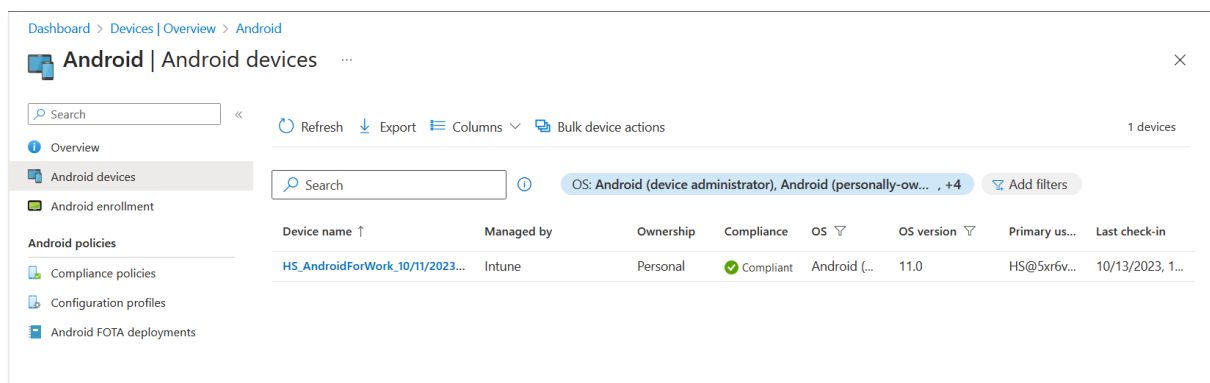 Dashboard > Devices | Overview > Android
Android | Android devices ...
Search
Overview
Android devices
Android enrollment
Android policies
Compliance policies
Configuration profiles
Android FOTA deployments
Refresh Export Columns Bulk device actions 1 devices
Search OS: Android (device administrator), Android (personally-ow... , +4 Add filters
Device name ↑ Managed by Ownership Compliance OS OS version Primary us... Last check-in
HS_AndroidForWork_10/11/2023... Intune Personal Compliant Android (... 11.0 HS@5xr6v... 10/13/2023, 1...